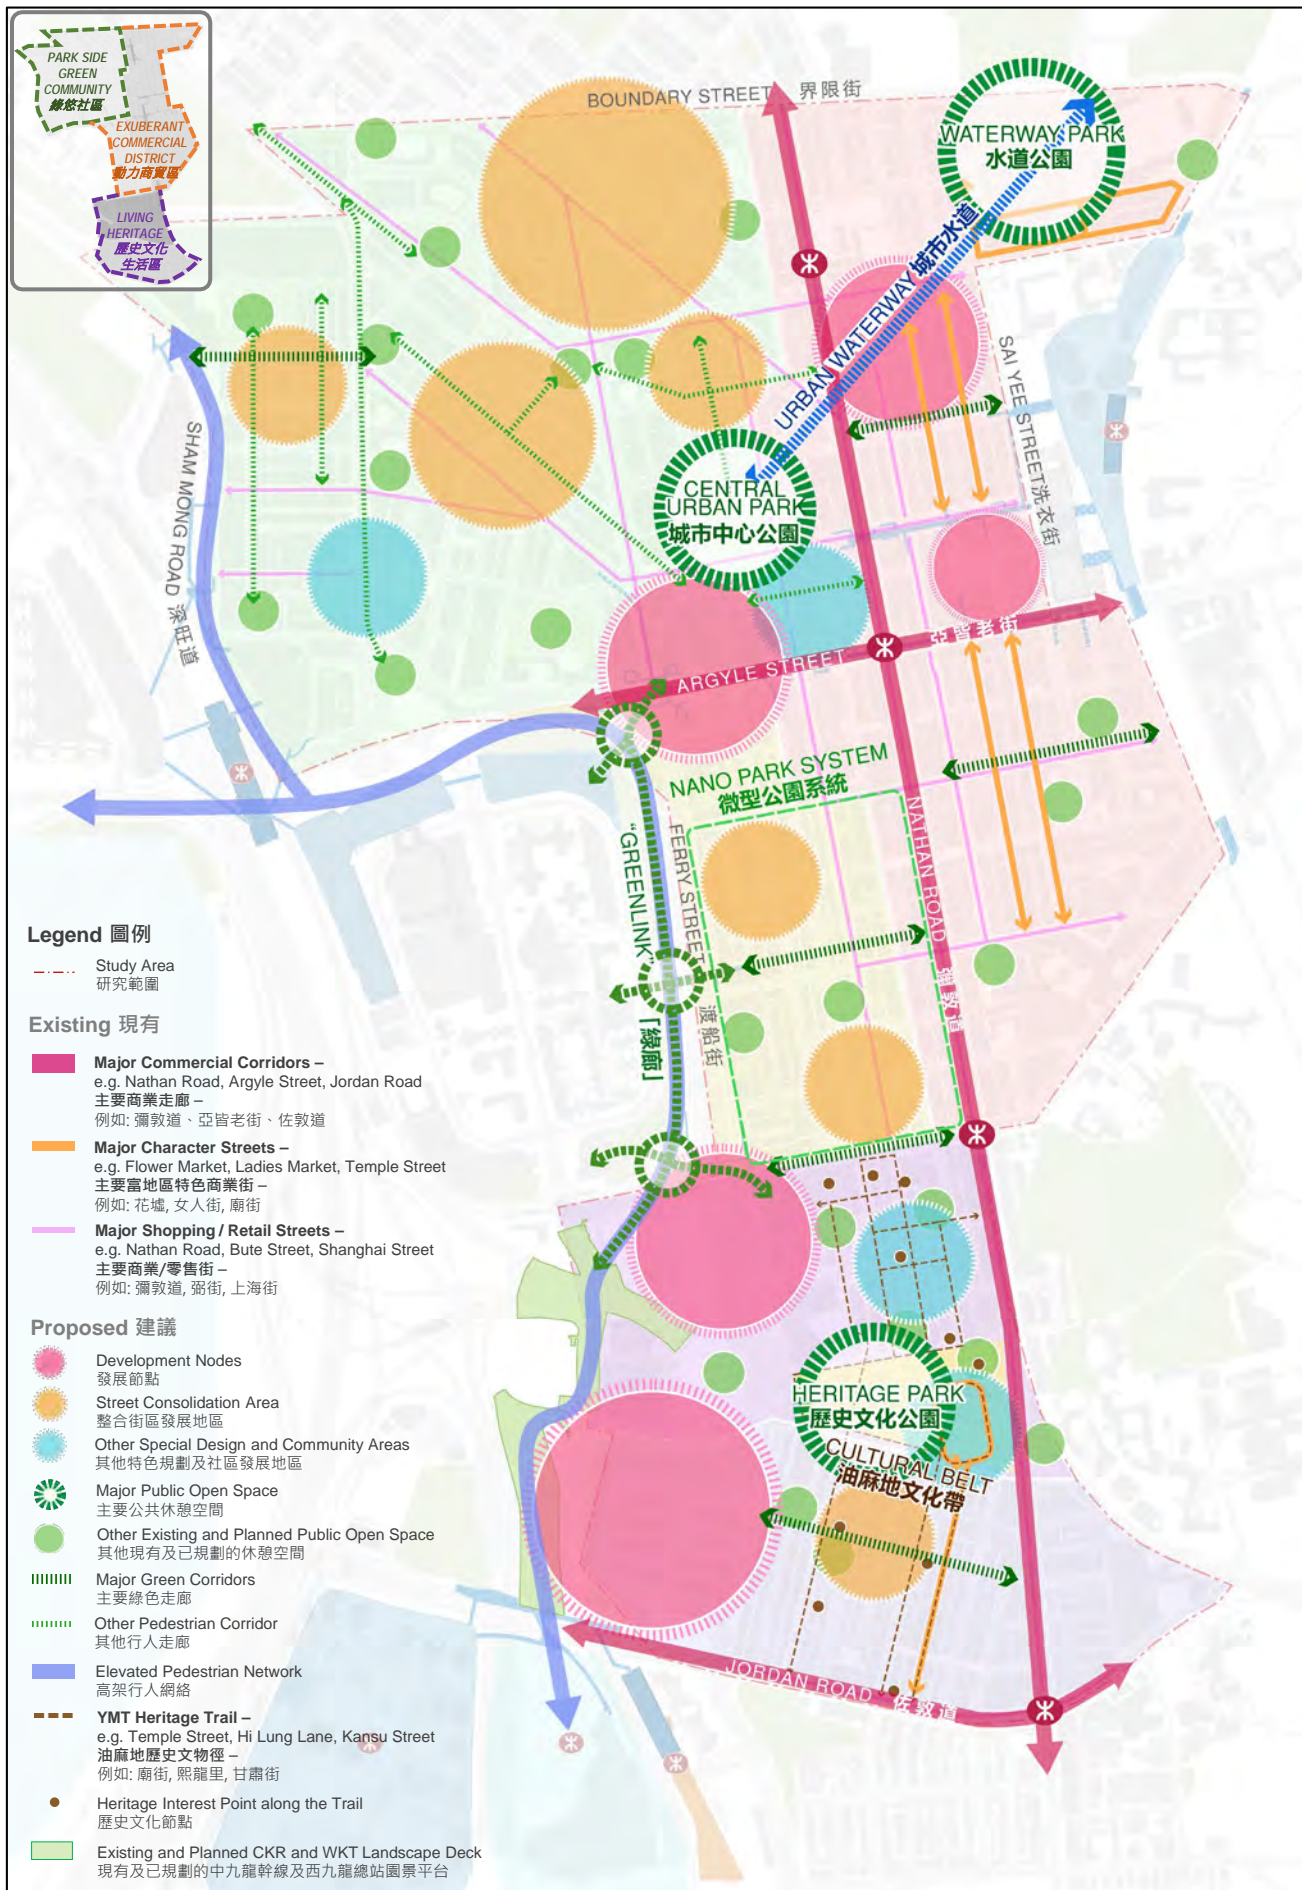 PARK SIDE
GREEN
COMMUNITY
綠悠社區
EXUBERANT
COMMERCIAL
DISTRICT
動力商貿區
LIVING
HERITAGE
歷史文化
生活區
BOUNDARY STREET 界限街
WATERWAY PARK
水道公園
URBAN WATERWAY 城市水道
SAI YEE STREET 洗衣街
SHAM MONG ROAD 深旺道
CENTRAL
URBAN PARK
城市中心公園
ARGYLE STREET 亞皆老街
NANO PARK SYSTEM
微型公園系統
"GREENLINK"
「綠廊」
FERRY STREET 渡船街
NATHAN ROAD 彌敦道
HERITAGE PARK
歷史文化公園
CULTURAL BELT
油麻地文化帶
JORDAN ROAD 佐敦道
Legend 圖例
Study Area
研究範圍
Existing 現有
Major Commercial Corridors –
e.g. Nathan Road, Argyle Street, Jordan Road
主要商業走廊 –
例如: 彌敦道、亞皆老街、佐敦道
Major Character Streets –
e.g. Flower Market, Ladies Market, Temple Street
主要富地區特色商業街 –
例如: 花墟, 女人街, 廟街
Major Shopping / Retail Streets –
e.g. Nathan Road, Bute Street, Shanghai Street
主要商業/零售街 –
例如: 彌敦道, 弼街, 上海街
Proposed 建議
Development Nodes
發展節點
Street Consolidation Area
整合街區發展地區
Other Special Design and Community Areas
其他特色規劃及社區發展地區
Major Public Open Space
主要公共休憩空間
Other Existing and Planned Public Open Space
其他現有及已規劃的休憩空間
Major Green Corridors
主要綠色走廊
Other Pedestrian Corridor
其他行人走廊
Elevated Pedestrian Network
高架行人網絡
YMT Heritage Trail –
e.g. Temple Street, Hi Lung Lane, Kansu Street
油麻地歷史文物徑 –
例如: 廟街, 熙龍里, 甘肅街
Heritage Interest Point along the Trail
歷史文化節點
Existing and Planned CKR and WKT Landscape Deck
現有及已規劃的中九龍幹線及西九龍總站園景平台